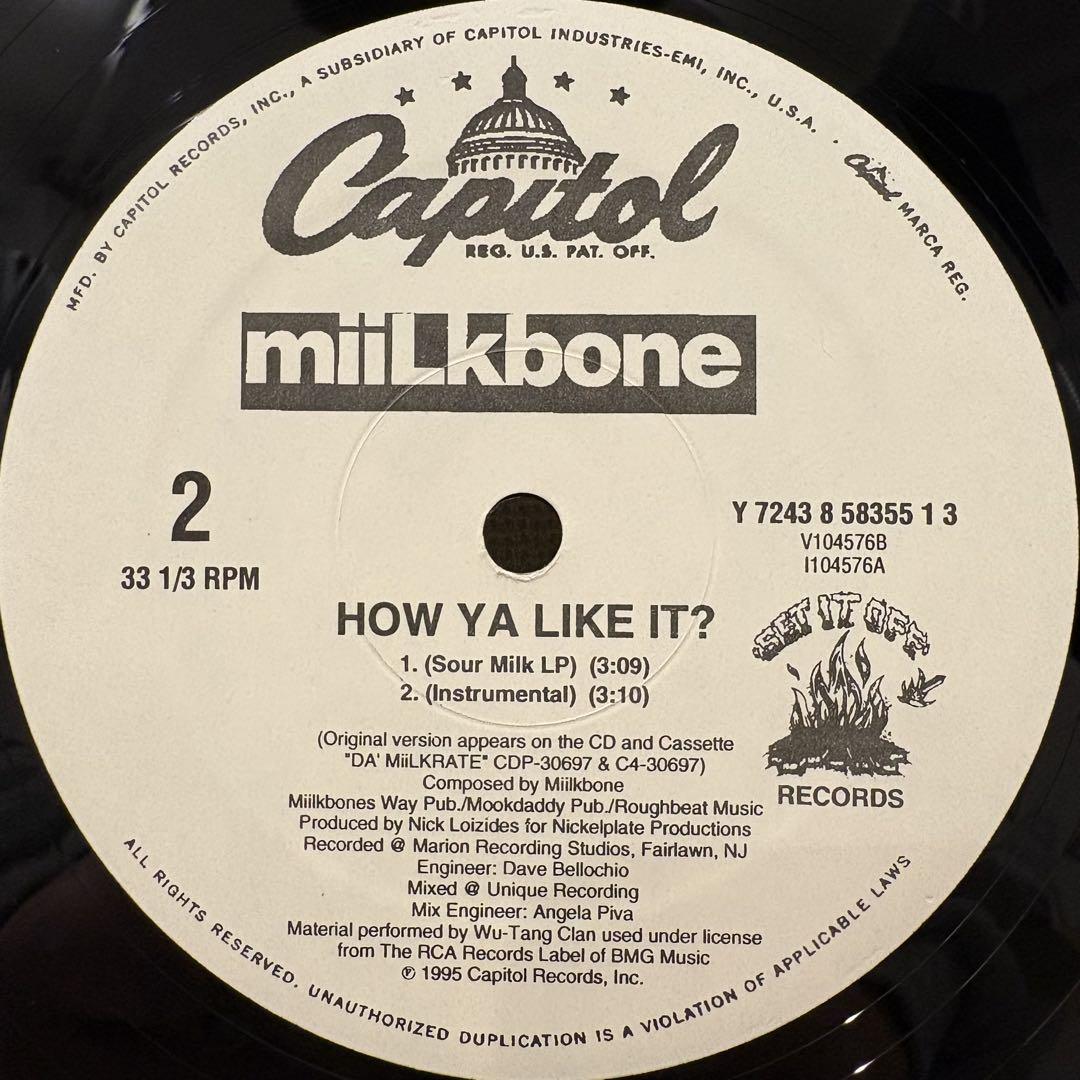 MFD. BY CAPITOL RECORDS, INC., A SUBSIDIARY OF CAPITOL INDUSTRIES-EMI, INC., U.S.A.
Capitol MARCA REG.
Capitol
REG. U.S. PAT. OFF.
miiLkbone
2
33 1/3 RPM
Y 7243 8 58355 1 3
V104576B
I104576A
HOW YA LIKE IT?
1. (Sour Milk LP) (3:09)
2. (Instrumental) (3:10)
SET IT OFF
RECORDS
(Original version appears on the CD and Cassette
"DA' MiiLKRATE" CDP-30697 & C4-30697)
Composed by Miilkbone
Miilkbones Way Pub./Mookdaddy Pub./Roughbeat Music
Produced by Nick Loizides for Nickelplate Productions
Recorded @ Marion Recording Studios, Fairlawn, NJ
Engineer: Dave Bellochio
Mixed @ Unique Recording
Mix Engineer: Angela Piva
Material performed by Wu-Tang Clan used under license
from The RCA Records Label of BMG Music
℗ 1995 Capitol Records, Inc.
ALL RIGHTS RESERVED. UNAUTHORIZED DUPLICATION IS A VIOLATION OF APPLICABLE LAWS